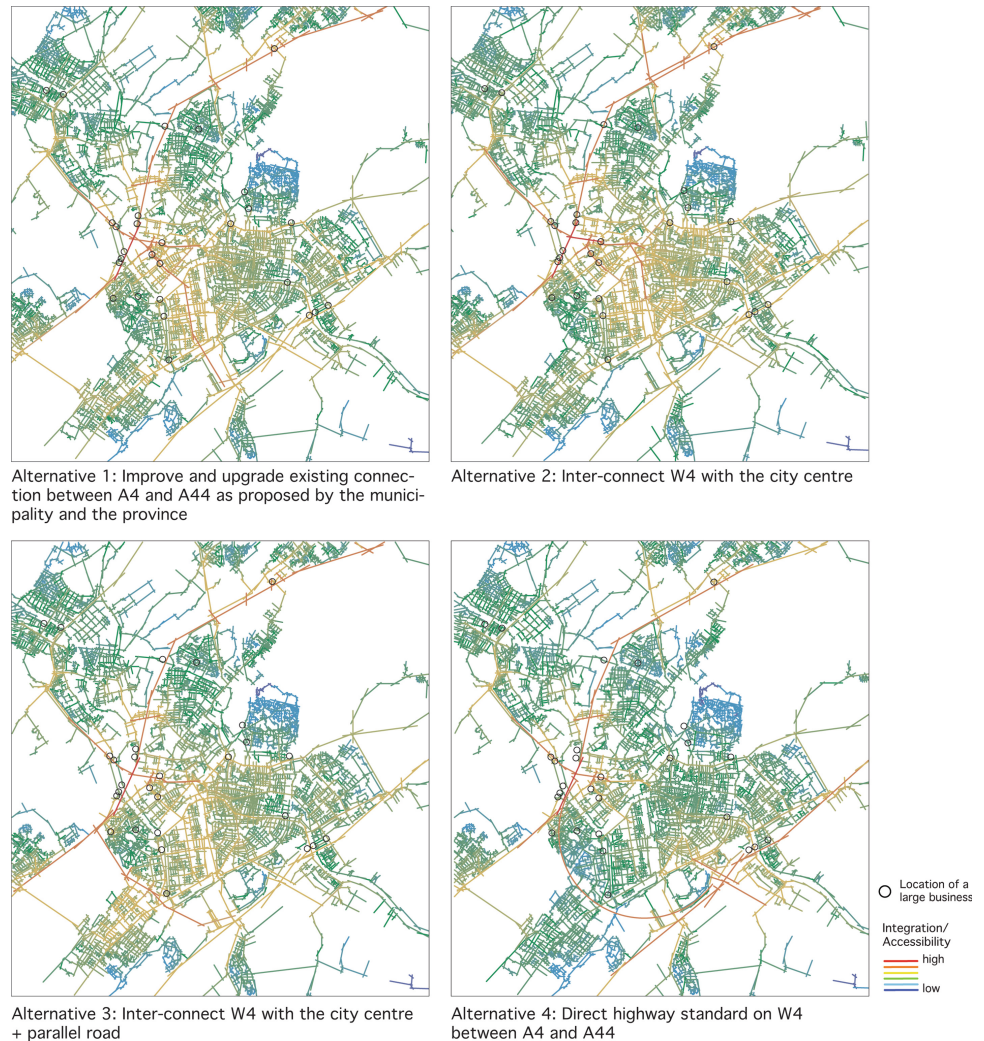 Alternative 1: Improve and upgrade existing connec-
tion between A4 and A44 as proposed by the munici-
pality and the province
Alternative 2: Inter-connect W4 with the city centre
Alternative 3: Inter-connect W4 with the city centre
+ parallel road
Alternative 4: Direct highway standard on W4
between A4 and A44
Location of a
large business
Integration/
Accessibility
high
low